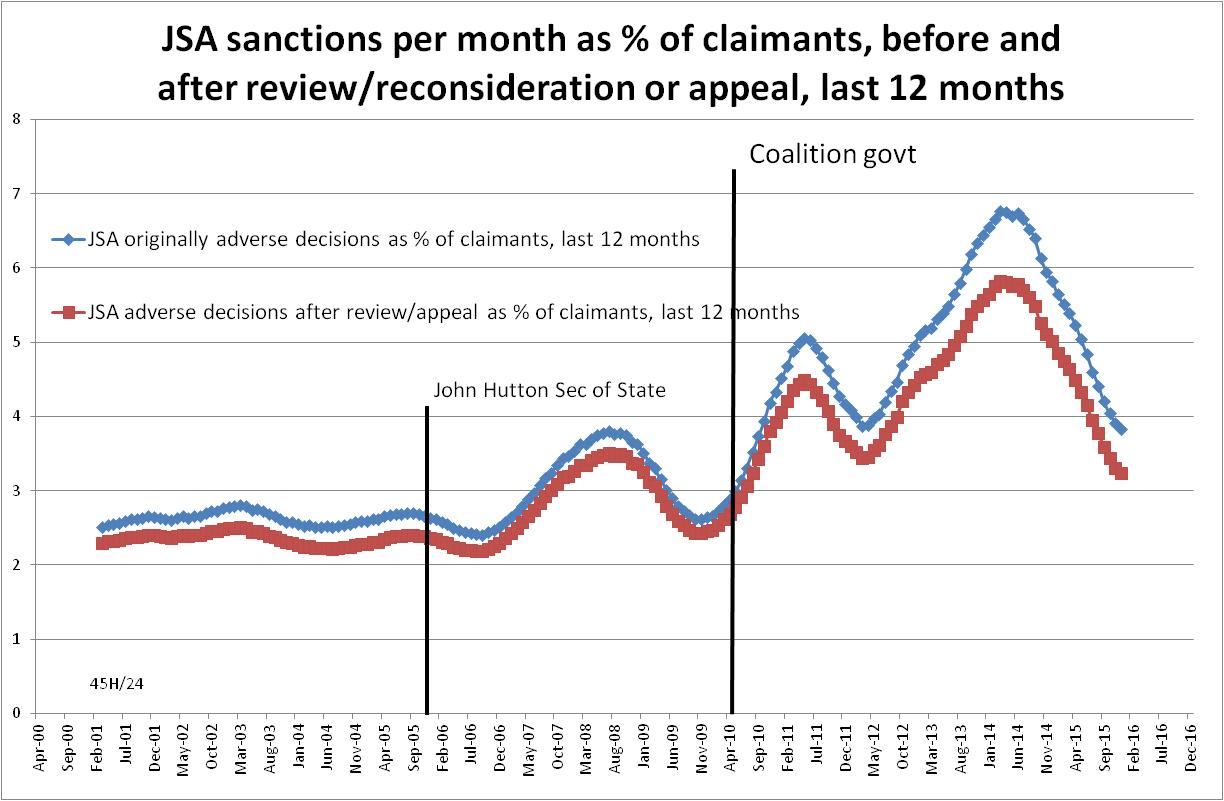 JSA sanctions per month as % of claimants, before and
after review/reconsideration or appeal, last 12 months
8
Coalition govt
7
JSA originally adverse decisions as % of claimants, last 12 months
6
JSA adverse decisions after review/appeal as % of claimants, last 12 months
5
John Hutton Sec of State
4
3
2
1
45H/24
0
Apr-00
Sep-00
Feb-01
Jul-01
Dec-01
May-02
Oct-02
Mar-03
Aug-03
Jan-04
Jun-04
Nov-04
Apr-05
Sep-05
Feb-06
Jul-06
Dec-06
May-07
Oct-07
Mar-08
Aug-08
Jan-09
Jun-09
Nov-09
Apr-10
Sep-10
Feb-11
Jul-11
Dec-11
May-12
Oct-12
Mar-13
Aug-13
Jan-14
Jun-14
Nov-14
Apr-15
Sep-15
Feb-16
Jul-16
Dec-16